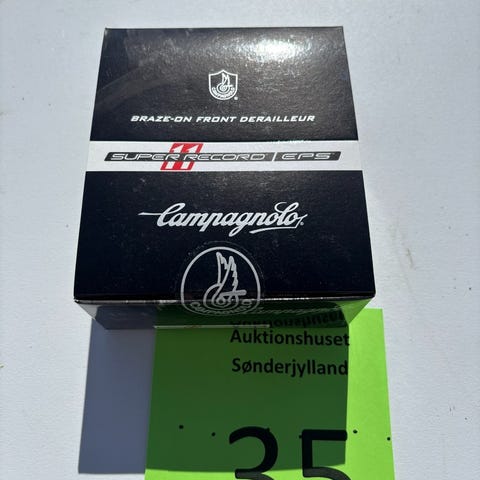 BRAZE-ON FRONT DERAILLEUR
SUPER RECORD EPS
11
Campagnolo
Auktionshuset
Sønderjylland
35